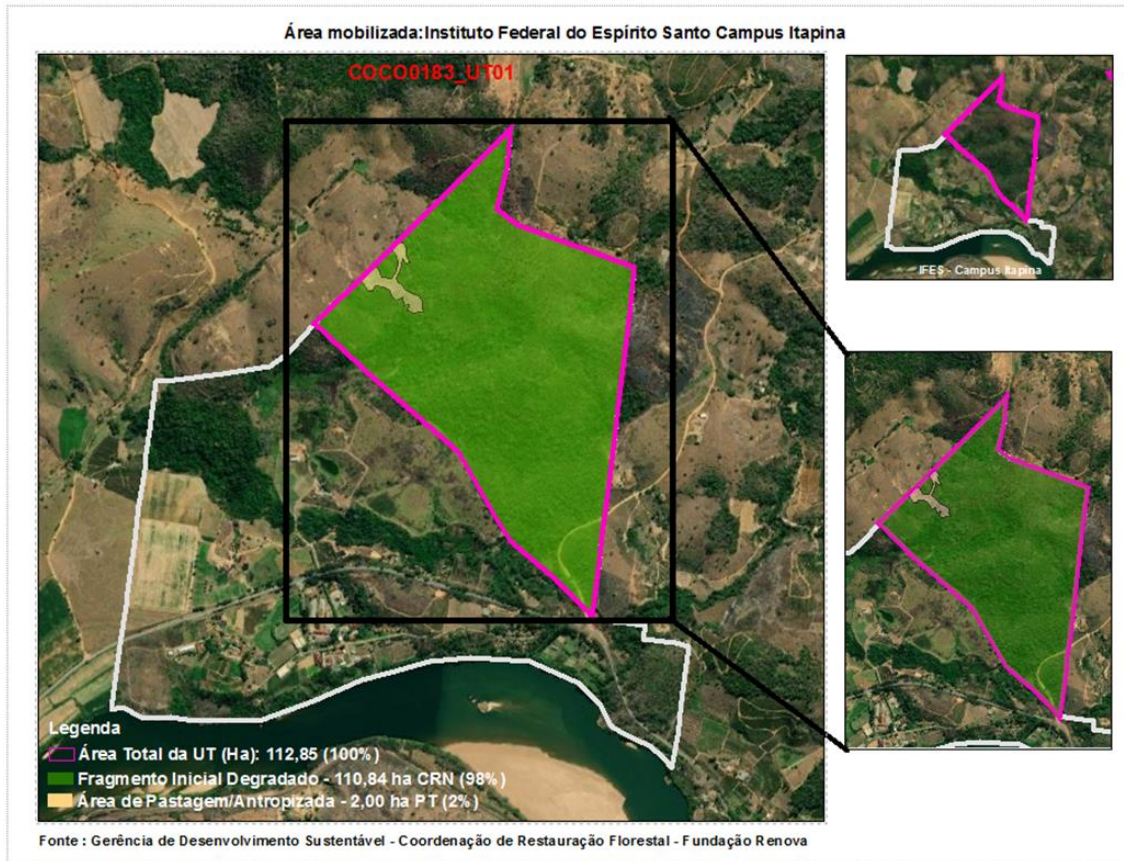 Área mobilizada:Instituto Federal do Espírito Santo Campus Itapina
COCO0183_UT01
IFES - Campus Itapina
Legenda
Área Total da UT (Ha): 112,85 (100%)
Fragmento Inicial Degradado - 110,84 ha CRN (98%)
Área de Pastagem/Antropizada - 2,00 ha PT (2%)
Fonte : Gerência de Desenvolvimento Sustentável - Coordenação de Restauração Florestal - Fundação Renova